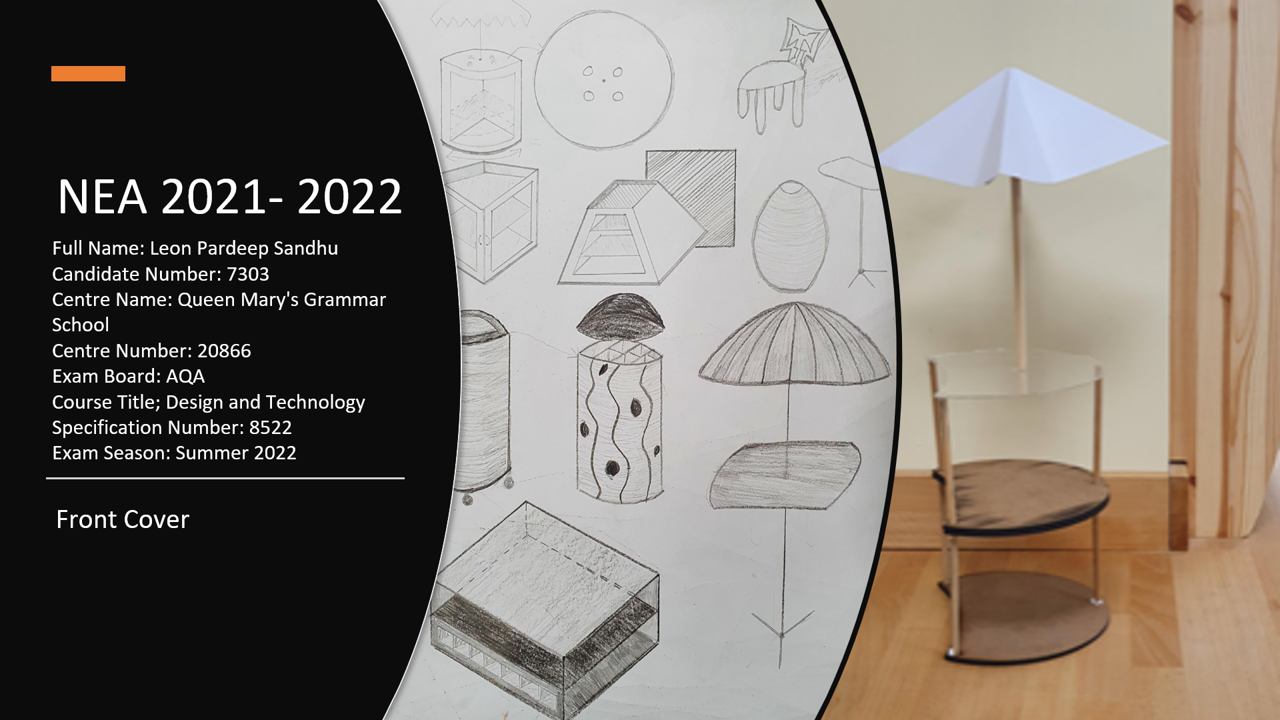 NEA 2021- 2022
Full Name: Leon Pardeep Sandhu
Candidate Number: 7303
Centre Name: Queen Mary's Grammar
School
Centre Number: 20866
Exam Board: AQA
Course Title; Design and Technology
Specification Number: 8522
Exam Season: Summer 2022
Front Cover